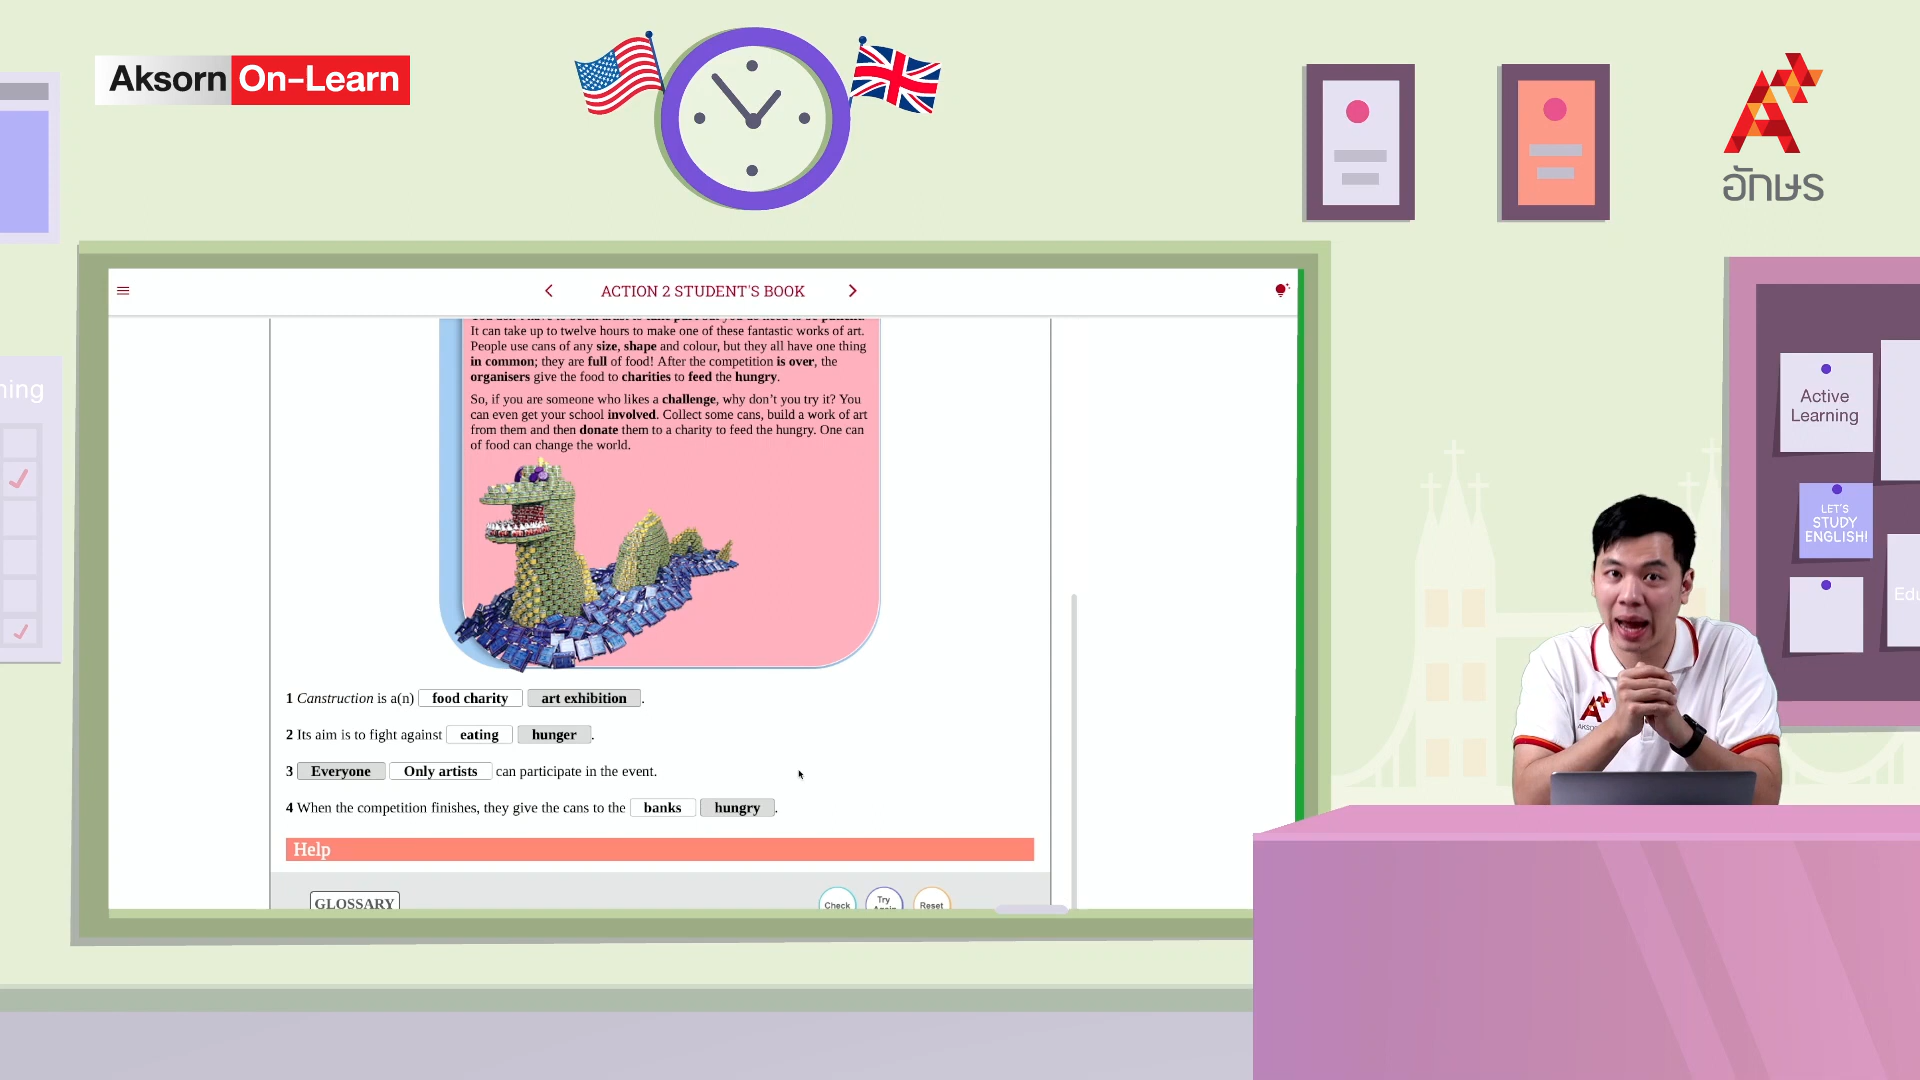 Aksorn On-Learn
อักษร
ning
ACTION 2 STUDENT'S BOOK
It can take up to twelve hours to make one of these fantastic works of art.
People use cans of any size, shape and colour, but they all have one thing
in common; they are full of food! After the competition is over, the
organisers give the food to charities to feed the hungry.
So, if you are someone who likes a challenge, why don't you try it? You
can even get your school involved. Collect some cans, build a work of art
from them and then donate them to a charity to feed the hungry. One can
of food can change the world.
1 Canstruction is a(n) food charity art exhibition .
2 Its aim is to fight against eating hunger .
3 Everyone Only artists can participate in the event.
4 When the competition finishes, they give the cans to the banks hungry .
Help
GLOSSARY
Check
Try
Reset
Active
Learning
LET'S
STUDY
ENGLISH!
Edu